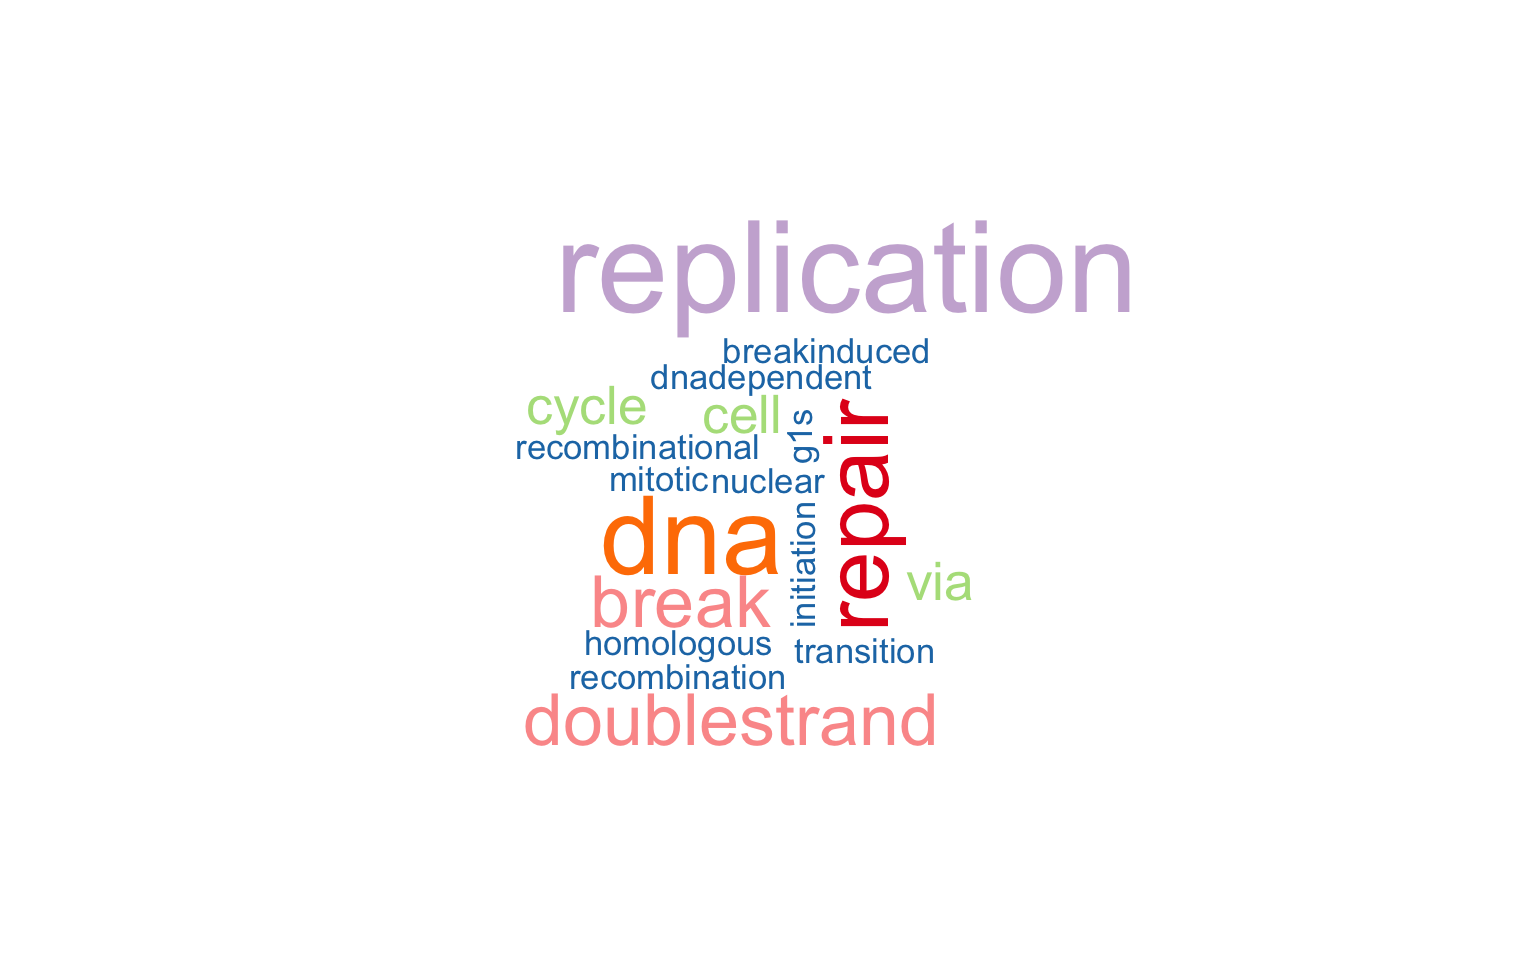 replication
breakinduced
dnadependent
cycle
cell
g1s
repair
recombinational
mitotic
nuclear
dna
initiation
via
break
homologous
transition
recombination
doublestrand